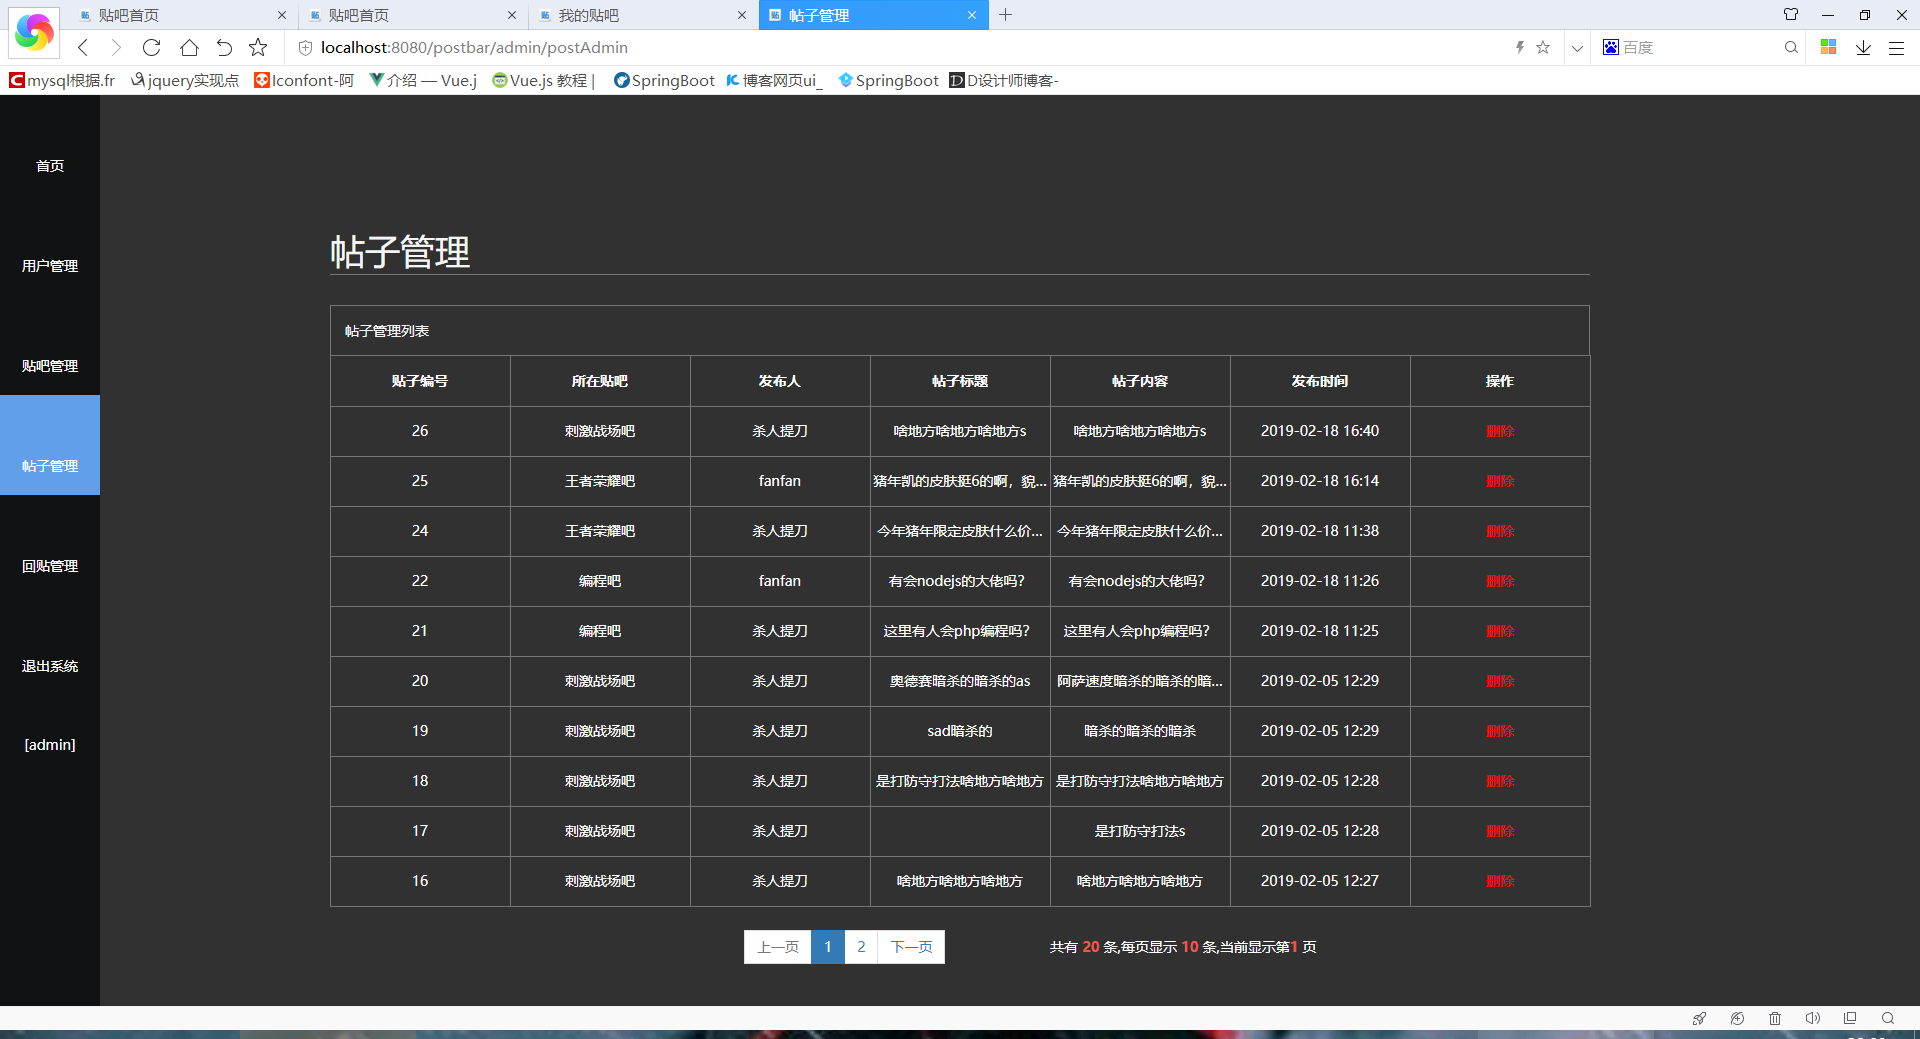 贴吧首页 贴吧首页 我的贴吧 帖子管理
localhost:8080/postbar/admin/postAdmin 百度
mysql根据.fr jquery实现点 Iconfont-阿 介绍 — Vue.j Vue.js 教程 | SpringBoot 博客网页ui_ SpringBoot D设计师博客-
首页
用户管理
贴吧管理
帖子管理
回贴管理
退出系统
[admin]
帖子管理
帖子管理列表
贴子编号 所在贴吧 发布人 帖子标题 帖子内容 发布时间 操作
26 刺激战场吧 杀人提刀 啥地方啥地方啥地方s 啥地方啥地方啥地方s 2019-02-18 16:40 删除
25 王者荣耀吧 fanfan 猪年凯的皮肤挺6的啊，貌... 猪年凯的皮肤挺6的啊，貌... 2019-02-18 16:14 删除
24 王者荣耀吧 杀人提刀 今年猪年限定皮肤什么价... 今年猪年限定皮肤什么价... 2019-02-18 11:38 删除
22 编程吧 fanfan 有会nodejs的大佬吗? 有会nodejs的大佬吗? 2019-02-18 11:26 删除
21 编程吧 杀人提刀 这里有人会php编程吗? 这里有人会php编程吗? 2019-02-18 11:25 删除
20 刺激战场吧 杀人提刀 奥德赛暗杀的暗杀的as 阿萨速度暗杀的暗杀的暗... 2019-02-05 12:29 删除
19 刺激战场吧 杀人提刀 sad暗杀的 暗杀的暗杀的暗杀 2019-02-05 12:29 删除
18 刺激战场吧 杀人提刀 是打防守打法啥地方啥地方 是打防守打法啥地方啥地方 2019-02-05 12:28 删除
17 刺激战场吧 杀人提刀 是打防守打法s 2019-02-05 12:28 删除
16 刺激战场吧 杀人提刀 啥地方啥地方啥地方 啥地方啥地方啥地方 2019-02-05 12:27 删除
上一页 1 2 下一页 共有 20 条,每页显示 10 条,当前显示第1 页